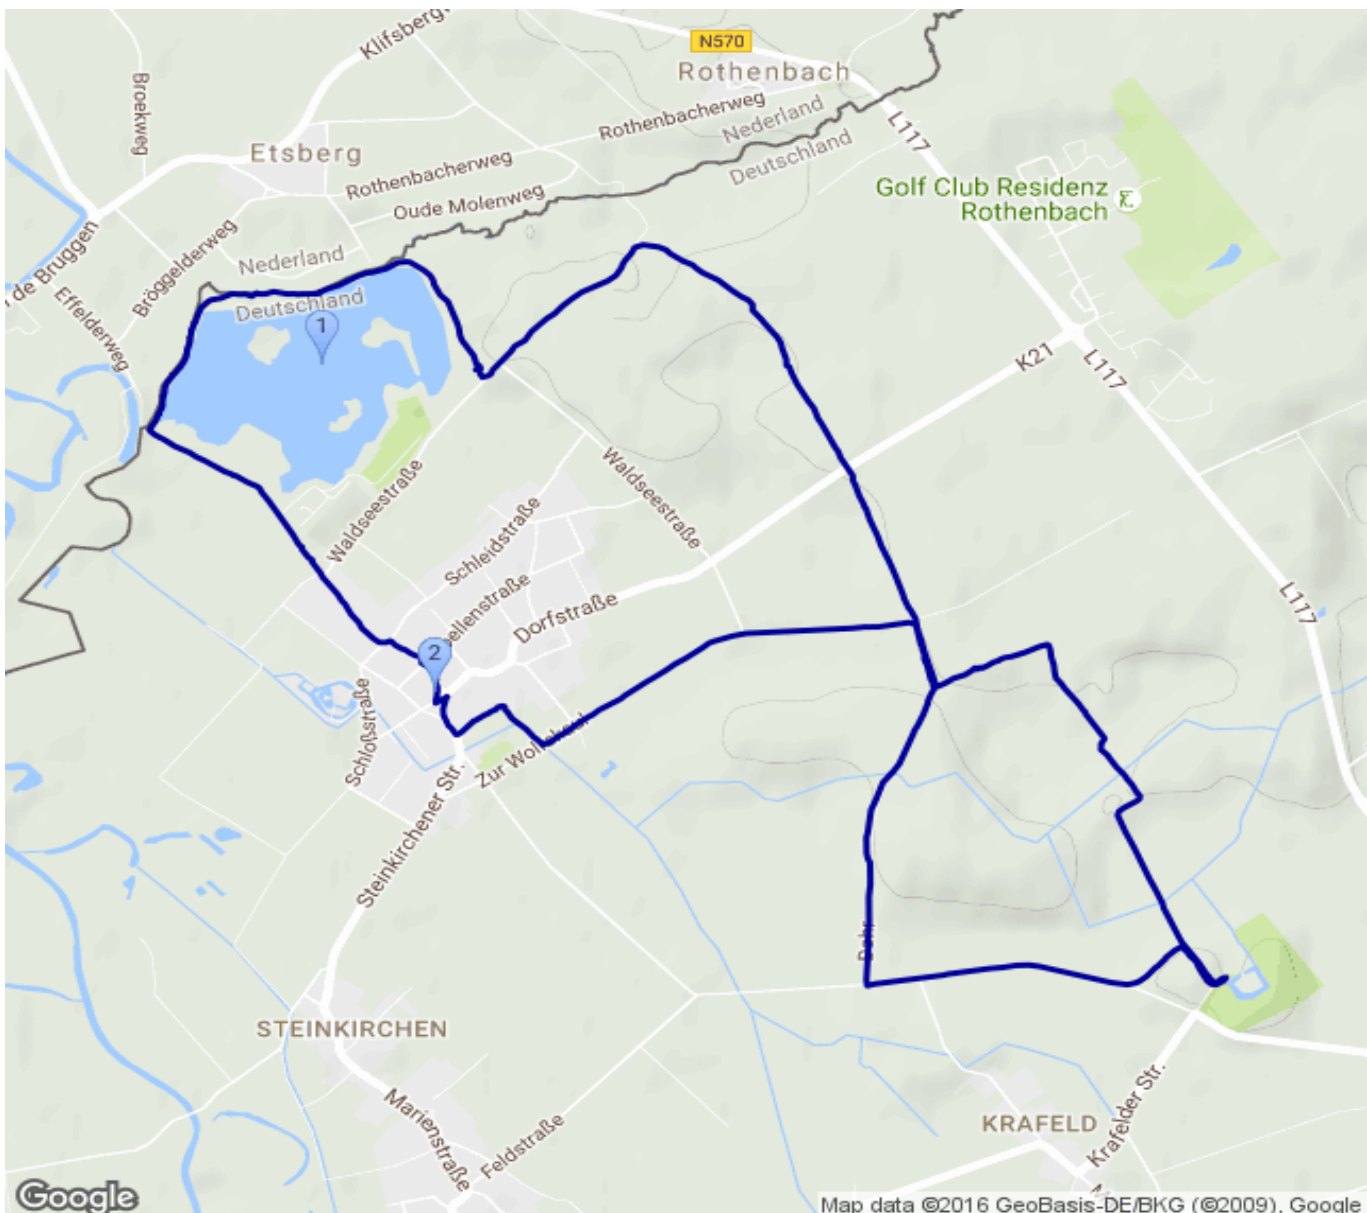 Klifsberg
N570
Rothenbach
Broekweg
Rothenbacherweg
Nederland
Deutschland
L117
Etsberg
Rothenbacherweg
Oude Molenweg
Golf Club Residenz
Rothenbach
de Bruggen
Bröggelderweg
Nederland
Deutschland
Effelderweg
1
K21
L117
Waldseestraße
Waldseestraße
Schleidstraße
ellenstraße
Dorfstraße
L117
2
Schloßstraße
Zur
Steinkirchener Str.
STEINKIRCHEN
Marienstraße
Feldstraße
KRAFELD
Krafelder Str.
Google
Map data ©2016 GeoBasis-DE/BKG (©2009), Google